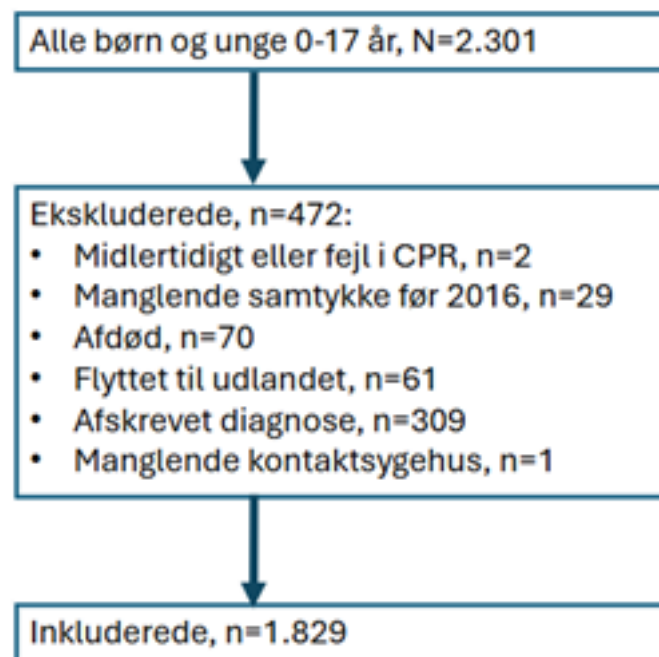 Alle børn og unge 0-17 år, N=2.301
Ekskluderede, n=472:
• Midlertidigt eller fejl i CPR, n=2
• Manglende samtykke før 2016, n=29
• Afdød, n=70
• Flyttet til udlandet, n=61
• Afskrevet diagnose, n=309
• Manglende kontaktsygehus, n=1
Inkluderede, n=1.829